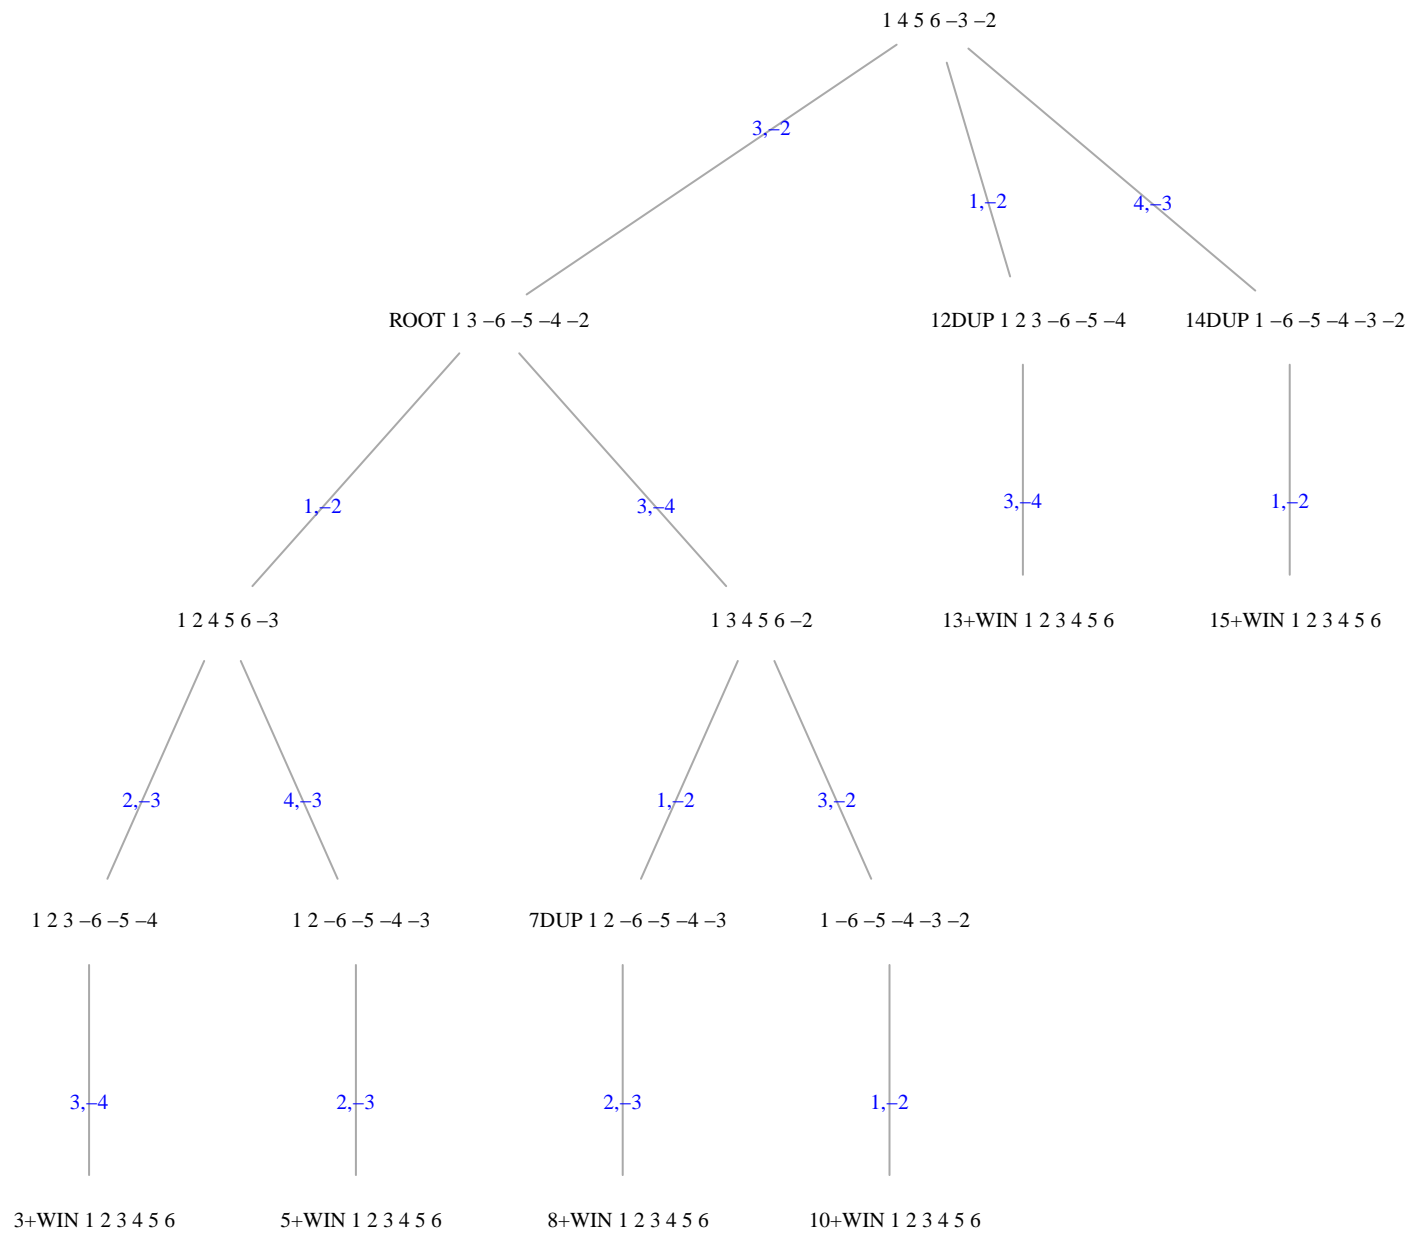 1 4 5 6 –3 –2
3,–2
1,–2
4,–3
ROOT 1 3 –6 –5 –4 –2
12DUP 1 2 3 –6 –5 –4
14DUP 1 –6 –5 –4 –3 –2
1,–2
3,–4
3,–4
1,–2
1 2 4 5 6 –3
1 3 4 5 6 –2
13+WIN 1 2 3 4 5 6
15+WIN 1 2 3 4 5 6
2,–3
4,–3
1,–2
3,–2
1 2 3 –6 –5 –4
1 2 –6 –5 –4 –3
7DUP 1 2 –6 –5 –4 –3
1 –6 –5 –4 –3 –2
3,–4
2,–3
2,–3
1,–2
3+WIN 1 2 3 4 5 6
5+WIN 1 2 3 4 5 6
8+WIN 1 2 3 4 5 6
10+WIN 1 2 3 4 5 6